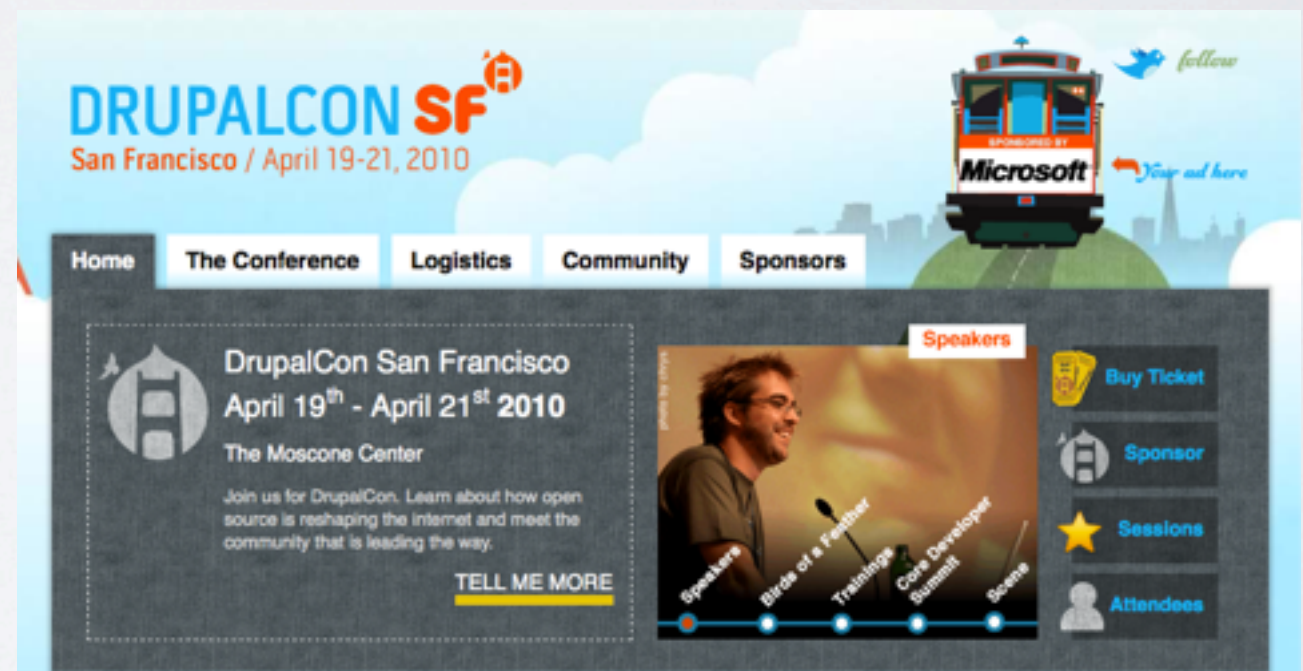 DRUPALCON SF
San Francisco / April 19-21, 2010
follow
SPONSORED BY
Microsoft
Your ad here
Home
The Conference
Logistics
Community
Sponsors
DrupalCon San Francisco
April 19th - April 21st 2010
The Moscone Center
Join us for DrupalCon. Learn about how open
source is reshaping the internet and meet the
community that is leading the way.
TELL ME MORE
Speakers
photo by chrys
Speakers
Birds of a Feather
Trainings
Core Developer
Summit
Scene
Buy Ticket
Sponsor
Sessions
Attendees